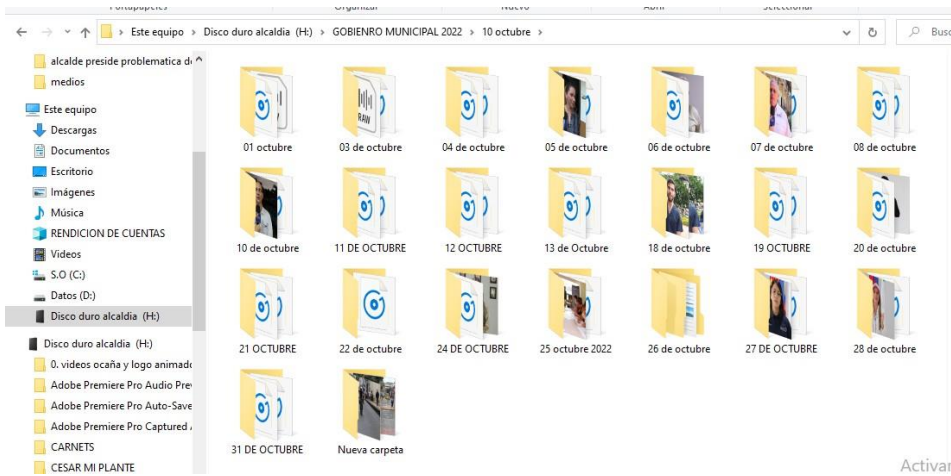 Este equipo > Disco duro alcaldia (H:) > GOBIENRO MUNICIPAL 2022 > 10 octubre >
alcalde preside problematica d
medios
Este equipo
Descargas
Documentos
Escritorio
Imágenes
Música
RENDICION DE CUENTAS
Videos
S.O (C:)
Datos (D:)
Disco duro alcaldia (H:)
Disco duro alcaldia (H:)
0. videos ocaña y logo animado
Adobe Premiere Pro Audio Prev
Adobe Premiere Pro Auto-Save
Adobe Premiere Pro Captured
CARNETS
CESAR MI PLANTE
01 octubre
03 de octubre
04 de octubre
05 de octubre
06 de octubre
07 de octubre
08 de octubre
10 de octubre
11 DE OCTUBRE
12 OCTUBRE
13 de Octubre
18 de octubre
19 OCTUBRE
20 de octubre
21 OCTUBRE
22 de octubre
24 DE OCTUBRE
25 octubre 2022
26 de octubre
27 DE OCTUBRE
28 de octubre
31 DE OCTUBRE
Nueva carpeta
RAW
Busc
Activar